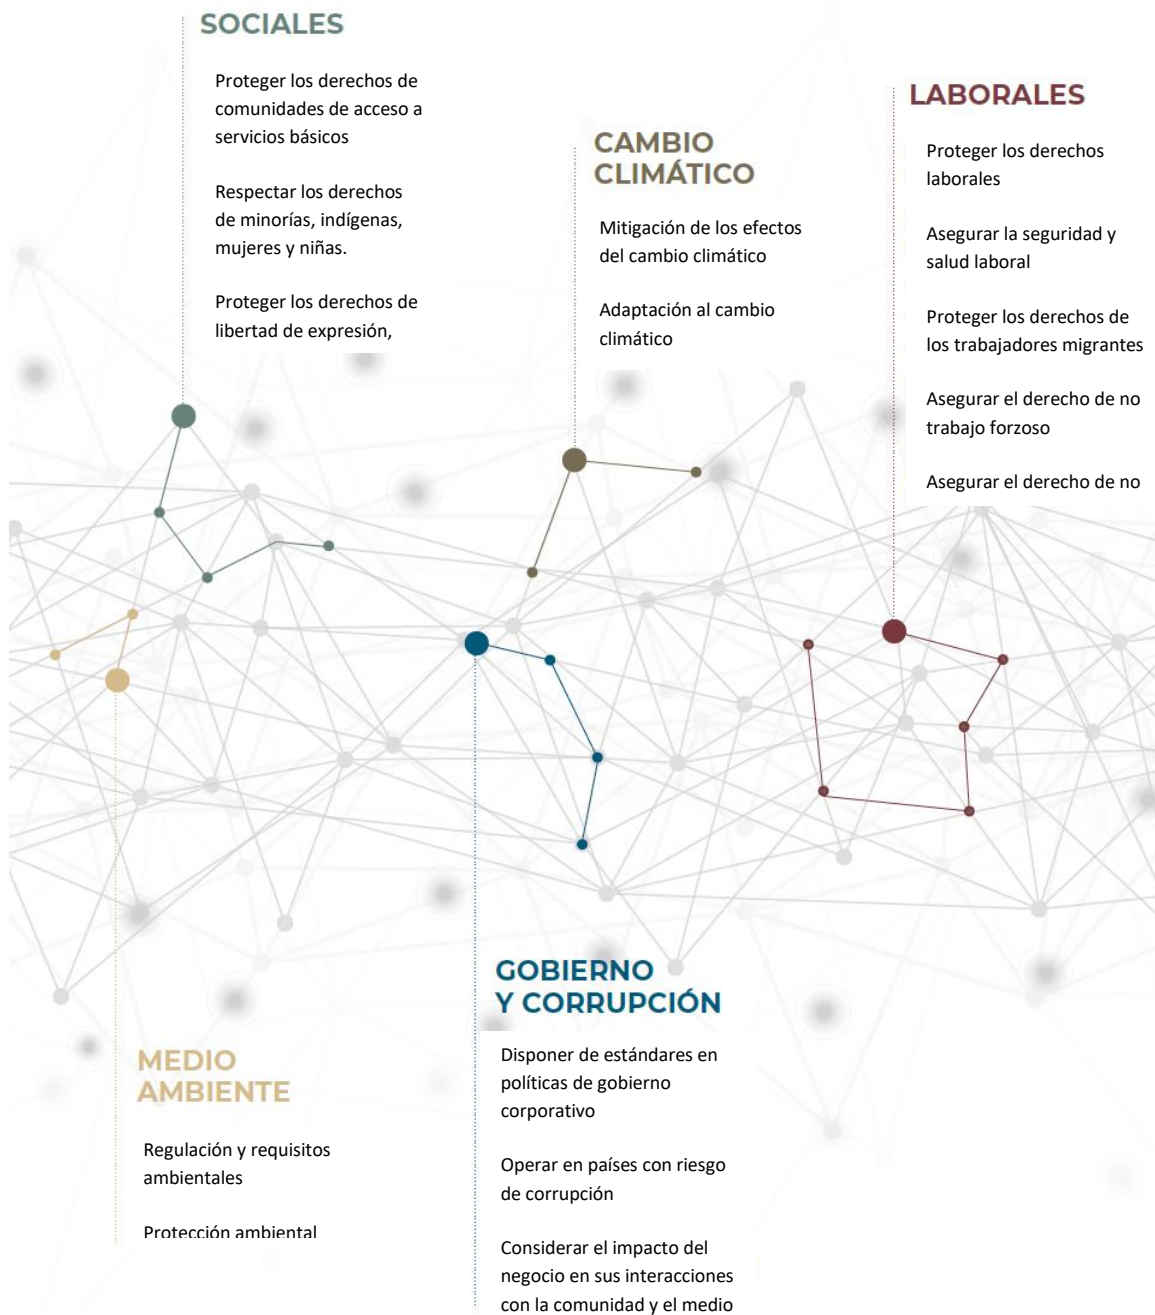 SOCIALES
Proteger los derechos de
comunidades de acceso a
servicios básicos
Respectar los derechos
de minorías, indígenas,
mujeres y niñas.
Proteger los derechos de
libertad de expresión,
CAMBIO
CLIMÁTICO
Mitigación de los efectos
del cambio climático
Adaptación al cambio
climático
LABORALES
Proteger los derechos
laborales
Asegurar la seguridad y
salud laboral
Proteger los derechos de
los trabajadores migrantes
Asegurar el derecho de no
trabajo forzoso
Asegurar el derecho de no
MEDIO
AMBIENTE
Regulación y requisitos
ambientales
Protección ambiental
GOBIERNO
Y CORRUPCIÓN
Disponer de estándares en
políticas de gobierno
corporativo
Operar en países con riesgo
de corrupción
Considerar el impacto del
negocio en sus interacciones
con la comunidad y el medio